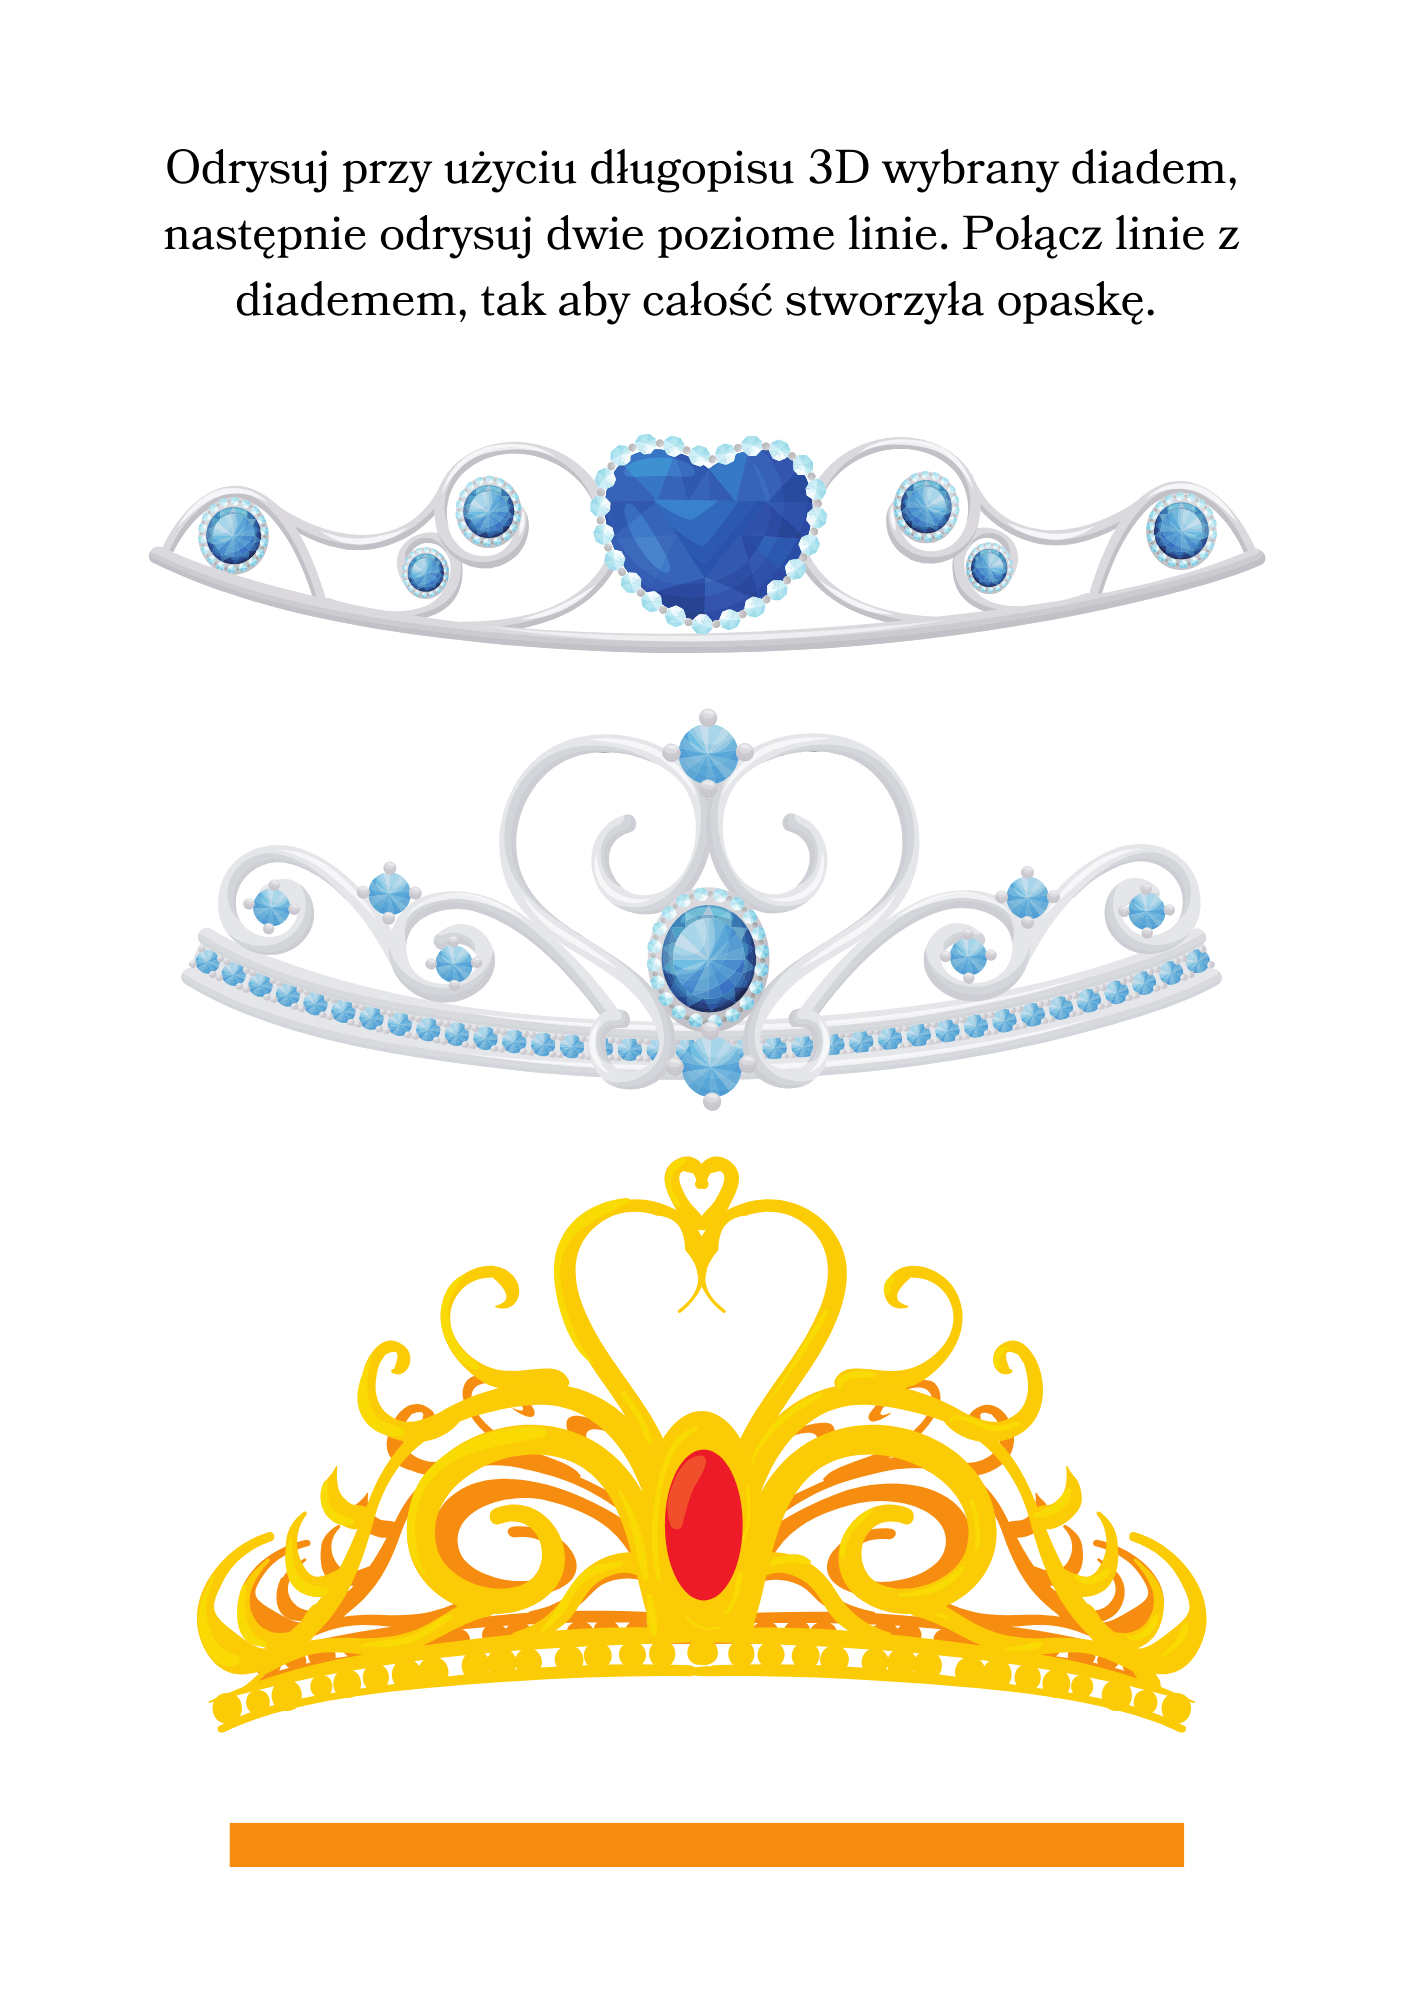 Odrysuj przy użyciu długopisu 3D wybrany diadem,
następnie odrysuj dwie poziome linie. Połącz linie z
diademem, tak aby całość stworzyła opaskę.